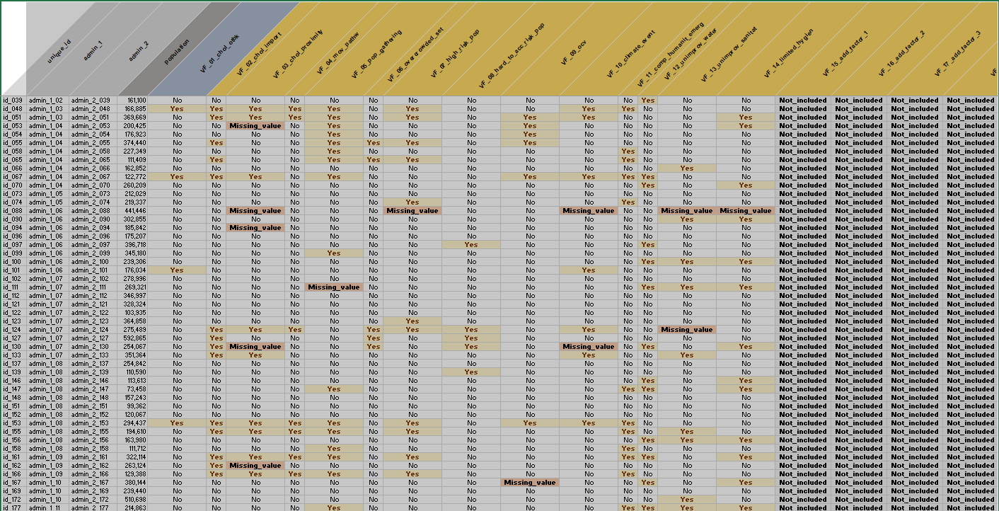 unique_id admin_1 admin_2 population VF_01_chol_otbk VF_02_chol_import VF_03_chol_proximity VF_04_mov_pathw VF_05_pop_gathering VF_06_overcrowded_set VF_07_high_risk_pop VF_08_hard_to_acc_risk_pop VF_09_ocv VF_10_climate_event VF_11_comp_humanit_emerg VF_12_unimprov_water VF_13_unimprov_sanitat VF_14_limited_hygien VF_15_add_factor_1 VF_16_add_factor_2 VF_17_add_factor_3
id_039 admin_1_02 admin_2_039 161,100 No No No No No No No No No No No Yes No No Not_included Not_included Not_included Not_included
id_048 admin_1_03 admin_2_048 166,885 Yes Yes Yes Yes Yes No Yes No No Yes Yes No No No Not_included Not_included Not_included Not_included
id_051 admin_1_03 admin_2_051 369,669 No Yes Yes Yes Yes No Yes No Yes Yes No No No Yes Not_included Not_included Not_included Not_included
id_053 admin_1_04 admin_2_053 200,425 No No Missing_value No Yes No No No Yes No No No No Yes Not_included Not_included Not_included Not_included
id_054 admin_1_04 admin_2_054 176,923 No No No No Yes No No No Yes No No No No No Not_included Not_included Not_included Not_included
id_055 admin_1_04 admin_2_055 374,440 No Yes No No Yes Yes Yes No Yes No No No No No Not_included Not_included Not_included Not_included
id_058 admin_1_04 admin_2_058 227,349 No No No No Yes No No No No No Yes No No No Not_included Not_included Not_included Not_included
id_065 admin_1_04 admin_2_065 111,409 No Yes No No Yes Yes Yes No No No Yes No No No Not_included Not_included Not_included Not_included
id_066 admin_1_04 admin_2_066 162,852 No No No No No No No No No No No No Yes No Not_included Not_included Not_included Not_included
id_067 admin_1_04 admin_2_067 122,772 Yes Yes Yes Yes Yes No No No Yes Yes Yes Yes No No Not_included Not_included Not_included Not_included
id_070 admin_1_04 admin_2_070 260,209 No No No No No No No No No No No Yes No Yes Not_included Not_included Not_included Not_included
id_073 admin_1_05 admin_2_073 212,029 No No No No No No No No No No No No No No Not_included Not_included Not_included Not_included
id_074 admin_1_05 admin_2_074 219,337 No No No No No No Yes No No No Yes No No No Not_included Not_included Not_included Not_included
id_088 admin_1_06 admin_2_088 441,446 No No Missing_value No No No Missing_value No No Missing_value No No Missing_value Missing_value Not_included Not_included Not_included Not_included
id_090 admin_1_06 admin_2_090 302,855 No No No No No No No No No No No No Yes Yes Not_included Not_included Not_included Not_included
id_094 admin_1_06 admin_2_094 185,842 No No Missing_value No No No No No No No No No No No Not_included Not_included Not_included Not_included
id_096 admin_1_06 admin_2_096 175,207 No No No No No No No No No No No No No No Not_included Not_included Not_included Not_included
id_097 admin_1_06 admin_2_097 396,718 No No No No No No No Yes No No No Yes No No Not_included Not_included Not_included Not_included
id_099 admin_1_06 admin_2_099 345,180 No No No No Yes No No No No No No No No No Not_included Not_included Not_included Not_included
id_100 admin_1_06 admin_2_100 239,306 No No No No No No No No No No No Yes Yes Yes Not_included Not_included Not_included Not_included
id_101 admin_1_06 admin_2_101 176,034 Yes No No No No No No No No Yes No No No No Not_included Not_included Not_included Not_included
id_102 admin_1_07 admin_2_102 278,996 No No No No No No No No No No No No No No Not_included Not_included Not_included Not_included
id_111 admin_1_07 admin_2_111 269,321 No No No No Missing_value No No No No No No Yes Yes Yes Not_included Not_included Not_included Not_included
id_112 admin_1_07 admin_2_112 346,997 No No No No No No No No No No No No No No Not_included Not_included Not_included Not_included
id_121 admin_1_07 admin_2_121 328,324 No No No No No No No No No No No No No No Not_included Not_included Not_included Not_included
id_122 admin_1_07 admin_2_122 103,935 No No No No No No No No No No No No No No Not_included Not_included Not_included Not_included
id_123 admin_1_07 admin_2_123 364,858 No No No No No No Yes No No No No No No No Not_included Not_included Not_included Not_included
id_124 admin_1_07 admin_2_124 275,489 No Yes Yes Yes No Yes Yes Yes No Yes No No Missing_value No Not_included Not_included Not_included Not_included
id_127 admin_1_07 admin_2_127 592,865 No Yes No No No Yes No Yes No No No No No No Not_included Not_included Not_included Not_included
id_130 admin_1_07 admin_2_130 254,067 No Yes Missing_value No No Yes No Yes No Missing_value No Yes No Yes Not_included Not_included Not_included Not_included
id_133 admin_1_07 admin_2_133 351,364 No Yes Yes No No No Yes No No No No Yes Yes No Not_included Not_included Not_included Not_included
id_137 admin_1_08 admin_2_137 254,842 No No No No No No No No No No No No No No Not_included Not_included Not_included Not_included
id_139 admin_1_08 admin_2_139 110,590 No No No No No No No Yes No No No No No No Not_included Not_included Not_included Not_included
id_146 admin_1_08 admin_2_146 113,613 No No No No No No No No No No No Yes No Yes Not_included Not_included Not_included Not_included
id_147 admin_1_08 admin_2_147 73,458 No No No No Yes No No No No No Yes Yes No Yes Not_included Not_included Not_included Not_included
id_148 admin_1_08 admin_2_148 157,243 No No No No No No No No No No No No No No Not_included Not_included Not_included Not_included
id_151 admin_1_08 admin_2_151 99,362 No No No No No No No No No No No No No No Not_included Not_included Not_included Not_included
id_152 admin_1_08 admin_2_152 120,067 No No No No No No No No No No No No No No Not_included Not_included Not_included Not_included
id_153 admin_1_08 admin_2_153 294,437 Yes Yes Yes Yes Yes No Yes No Yes Yes Yes No No Yes Not_included Not_included Not_included Not_included
id_155 admin_1_08 admin_2_155 194,610 No Yes Yes Yes Yes No Yes No No No Yes No Yes No Not_included Not_included Not_included Not_included
id_156 admin_1_08 admin_2_156 163,980 No No No No No No No No No No No Yes Yes Yes Not_included Not_included Not_included Not_included
id_158 admin_1_08 admin_2_158 111,712 No No No No Yes No No No No No Yes No No No Not_included Not_included Not_included Not_included
id_161 admin_1_09 admin_2_161 322,114 No Yes Yes Yes Yes No Yes No No No Yes Yes No Yes Not_included Not_included Not_included Not_included
id_162 admin_1_09 admin_2_162 263,124 No Yes Missing_value No No No No No No No No No No No Not_included Not_included Not_included Not_included
id_166 admin_1_09 admin_2_166 129,388 No Yes Yes Yes Yes No Yes No No No Yes No No No Not_included Not_included Not_included Not_included
id_167 admin_1_10 admin_2_167 380,144 No No No No No No No No Missing_value No No Yes No Yes Not_included Not_included Not_included Not_included
id_169 admin_1_10 admin_2_169 239,440 No No No No No No No No No No No No No No Not_included Not_included Not_included Not_included
id_172 admin_1_10 admin_2_172 510,698 No No No No No No No No No No No No Yes No Not_included Not_included Not_included Not_included
id_177 admin_1_11 admin_2_177 214,863 No No No No Yes No No No No No Yes Yes Yes Yes Not_included Not_included Not_included Not_included